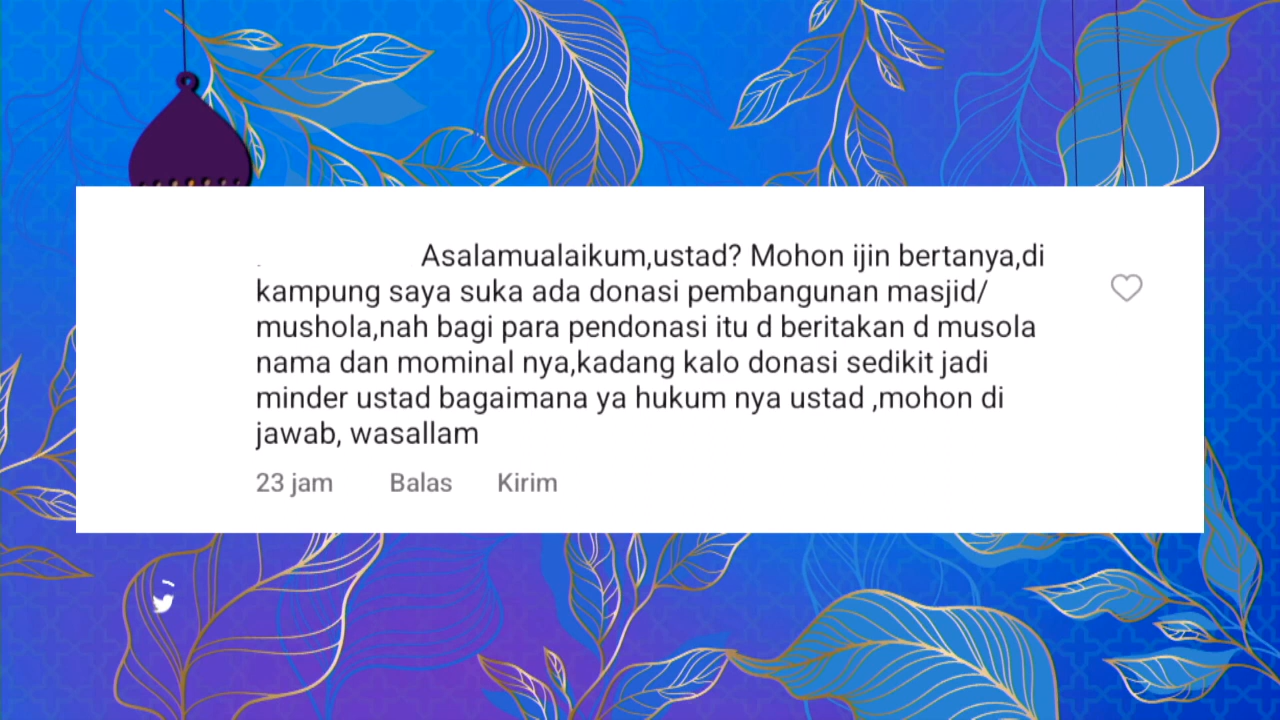 Asalamualaikum,ustad? Mohon ijin bertanya,di
kampung saya suka ada donasi pembangunan masjid/
mushola,nah bagi para pendonasi itu d beritakan d musola
nama dan mominal nya,kadang kalo donasi sedikit jadi
minder ustad bagaimana ya hukum nya ustad ,mohon di
jawab, wasallam
23 jam Balas Kirim